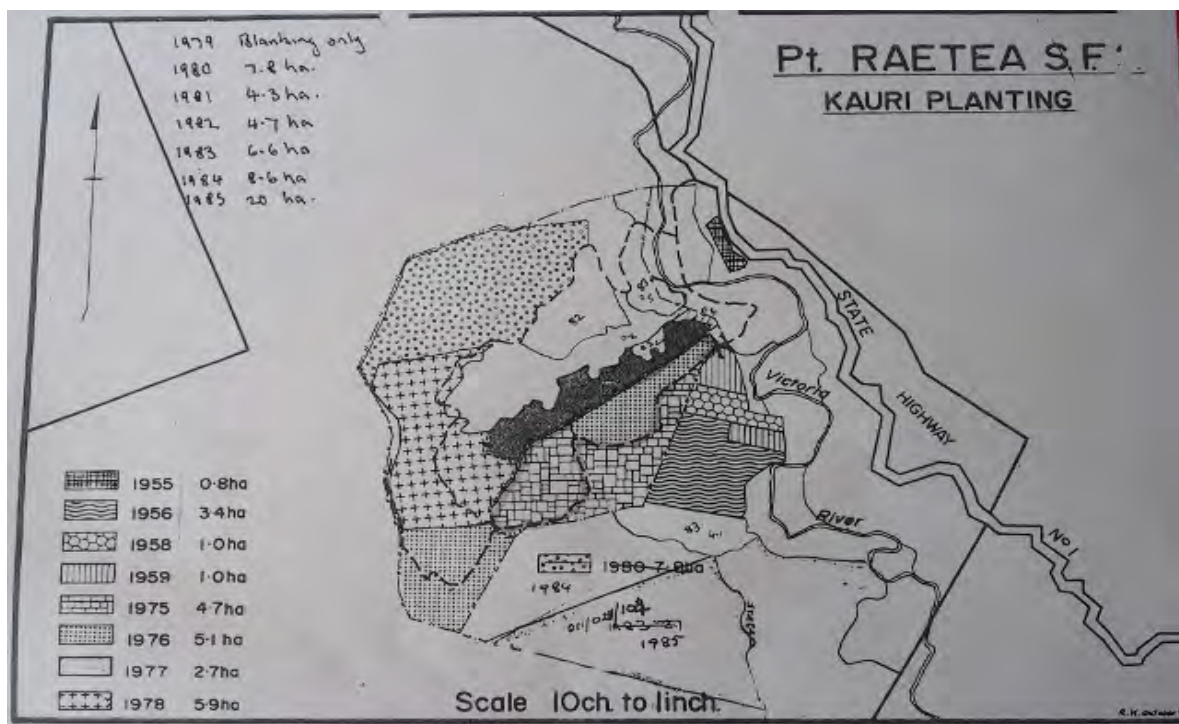 Pt. RAETEA S.F.
KAURI PLANTING
1979 Blanking only
1980 7.8 ha.
1981 4.3 ha.
1982 4.7 ha
1983 6.6 ha
1984 8.6 ha.
1985 20 ha.
STATE
HIGHWAY
No 1
Victoria
River
82
83
1955 0.8ha
1956 3.4ha
1958 1.0ha
1959 1.0ha
1975 4.7ha
1976 5.1ha
1977 2.7ha
1978 5.9ha
1980 7.8ha
1984
1985
Scale 10ch. to 1inch.